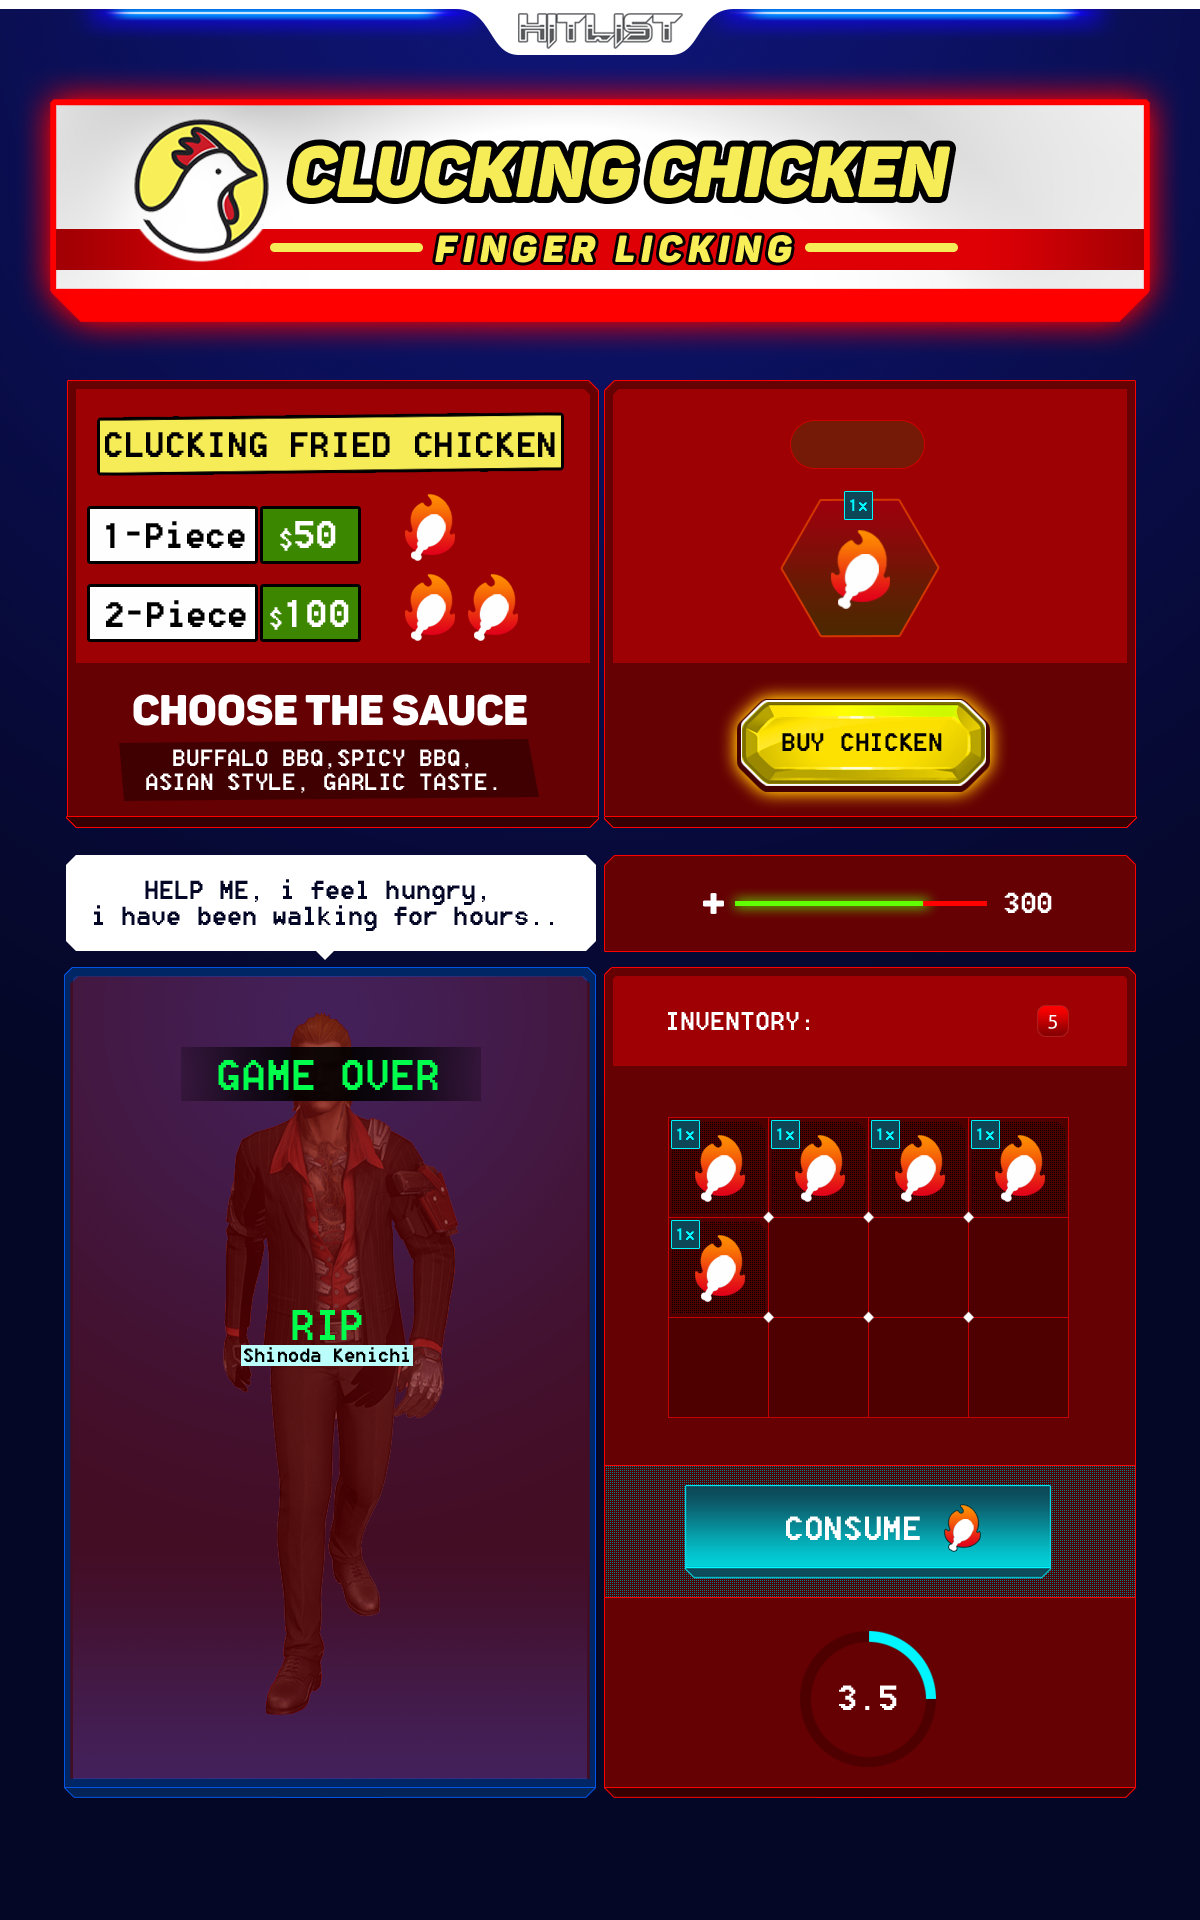 HITLIST
CLUCKING CHICKEN
FINGER LICKING
CLUCKING FRIED CHICKEN
1-Piece $50
2-Piece $100
CHOOSE THE SAUCE
BUFFALO BBQ,SPICY BBQ,
ASIAN STYLE, GARLIC TASTE.
1x
BUY CHICKEN
HELP ME, i feel hungry,
i have been walking for hours..
+ 300
GAME OVER
RIP
Shinoda Kenichi
INVENTORY: 5
1x 1x 1x 1x
1x
CONSUME
3.5